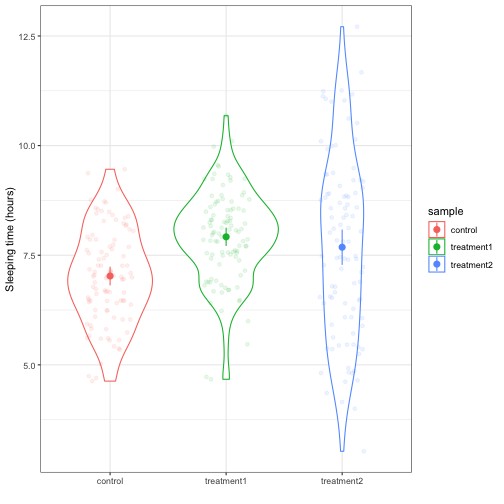 Sleeping time (hours)
12.5
10.0
7.5
5.0
control
treatment1
treatment2
sample
control
treatment1
treatment2